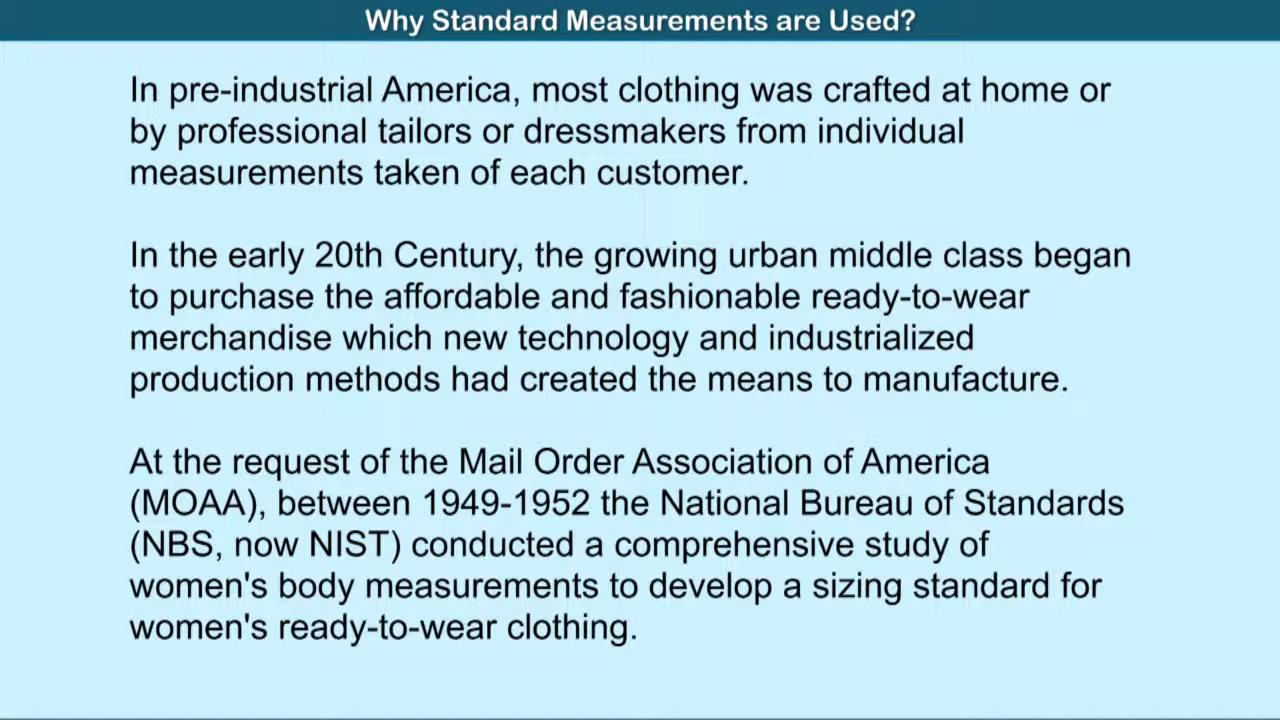 Why Standard Measurements are Used?
In pre-industrial America, most clothing was crafted at home or
by professional tailors or dressmakers from individual
measurements taken of each customer.
In the early 20th Century, the growing urban middle class began
to purchase the affordable and fashionable ready-to-wear
merchandise which new technology and industrialized
production methods had created the means to manufacture.
At the request of the Mail Order Association of America
(MOAA), between 1949-1952 the National Bureau of Standards
(NBS, now NIST) conducted a comprehensive study of
women's body measurements to develop a sizing standard for
women's ready-to-wear clothing.